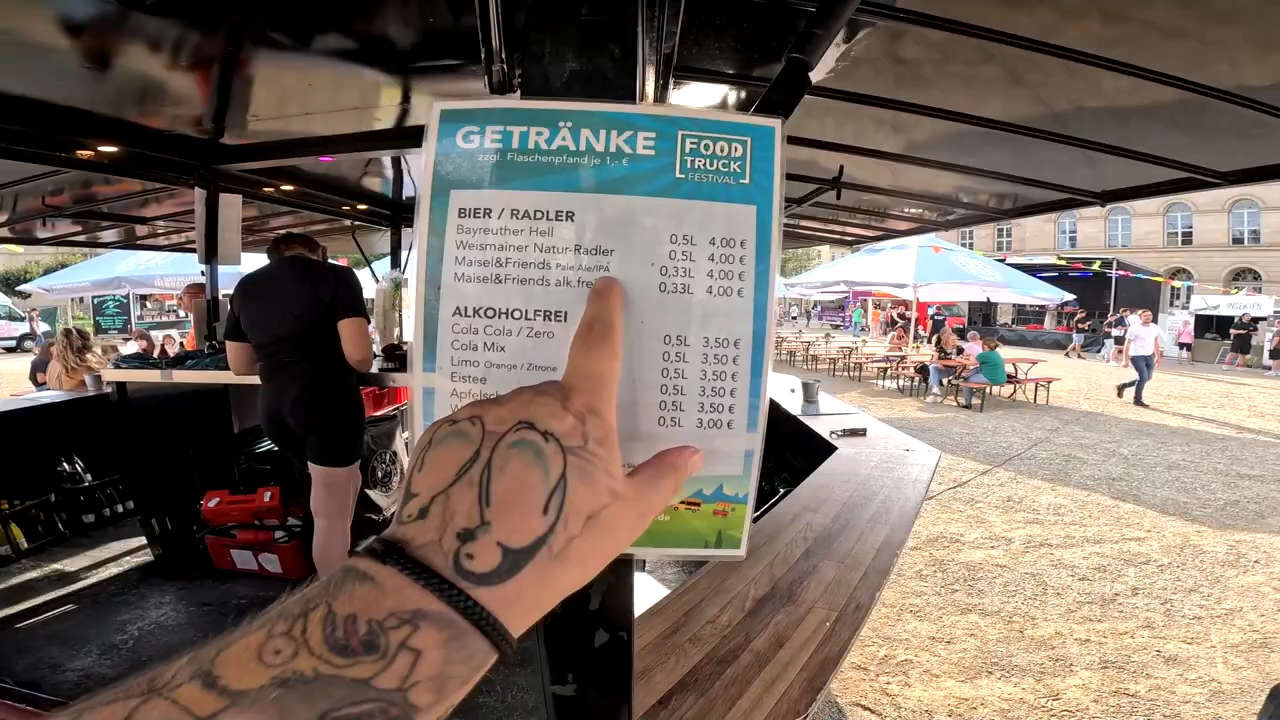 GETRÄNKE
zzgl. Flaschenpfand je 1,- €
FOOD
TRUCK
FESTIVAL
BIER / RADLER
Bayreuther Hell 0,5L 4,00 €
Weismainer Natur-Radler 0,5L 4,00 €
Maisel&Friends Pale Ale/IPA 0,33L 4,00 €
Maisel&Friends alk.frei 0,33L 4,00 €
ALKOHOLFREI
Cola Cola / Zero 0,5L 3,50 €
Cola Mix 0,5L 3,50 €
Limo Orange / Zitrone 0,5L 3,50 €
Eistee 0,5L 3,50 €
0,5L 3,50 €
0,5L 3,00 €
.de
INSEKTEN